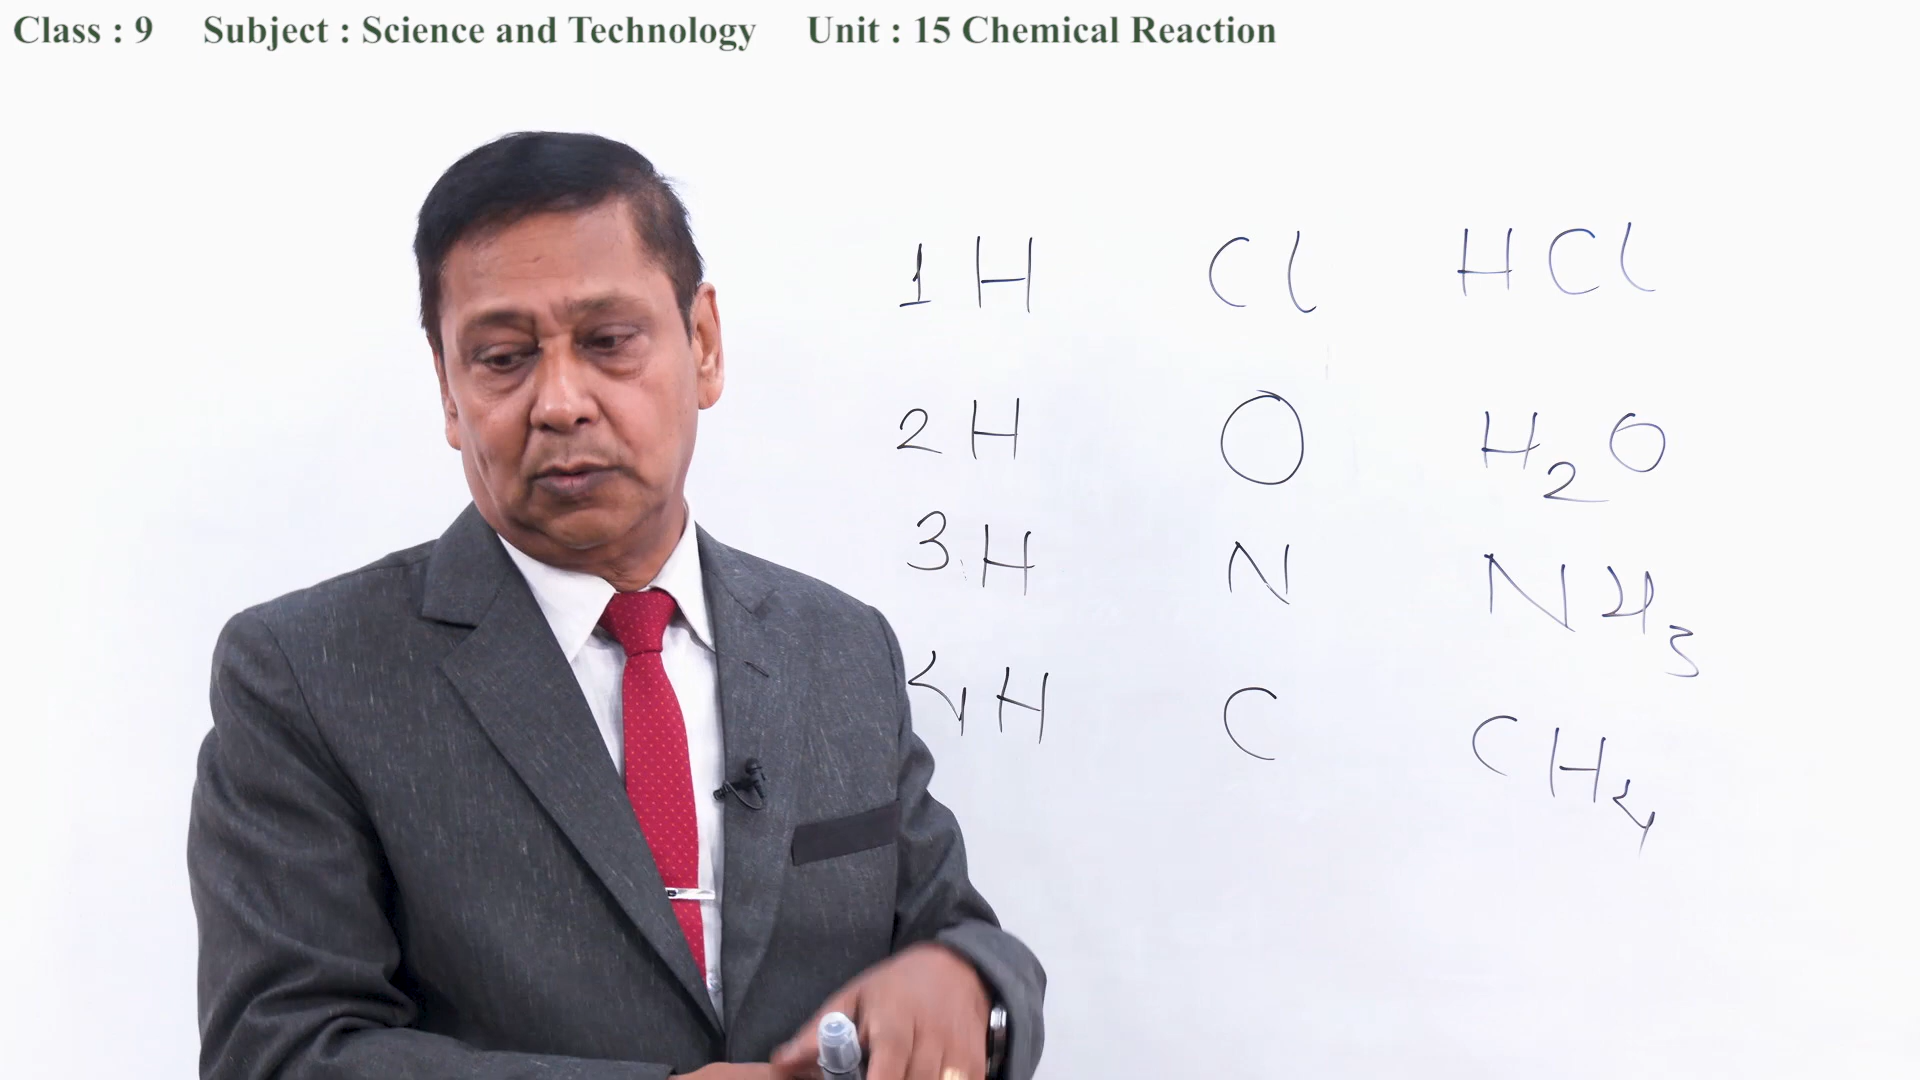 Class : 9 Subject : Science and Technology Unit : 15 Chemical Reaction
1 H Cl HCl
2 H O H₂O
3 H N NH₃
4 H C CH₄